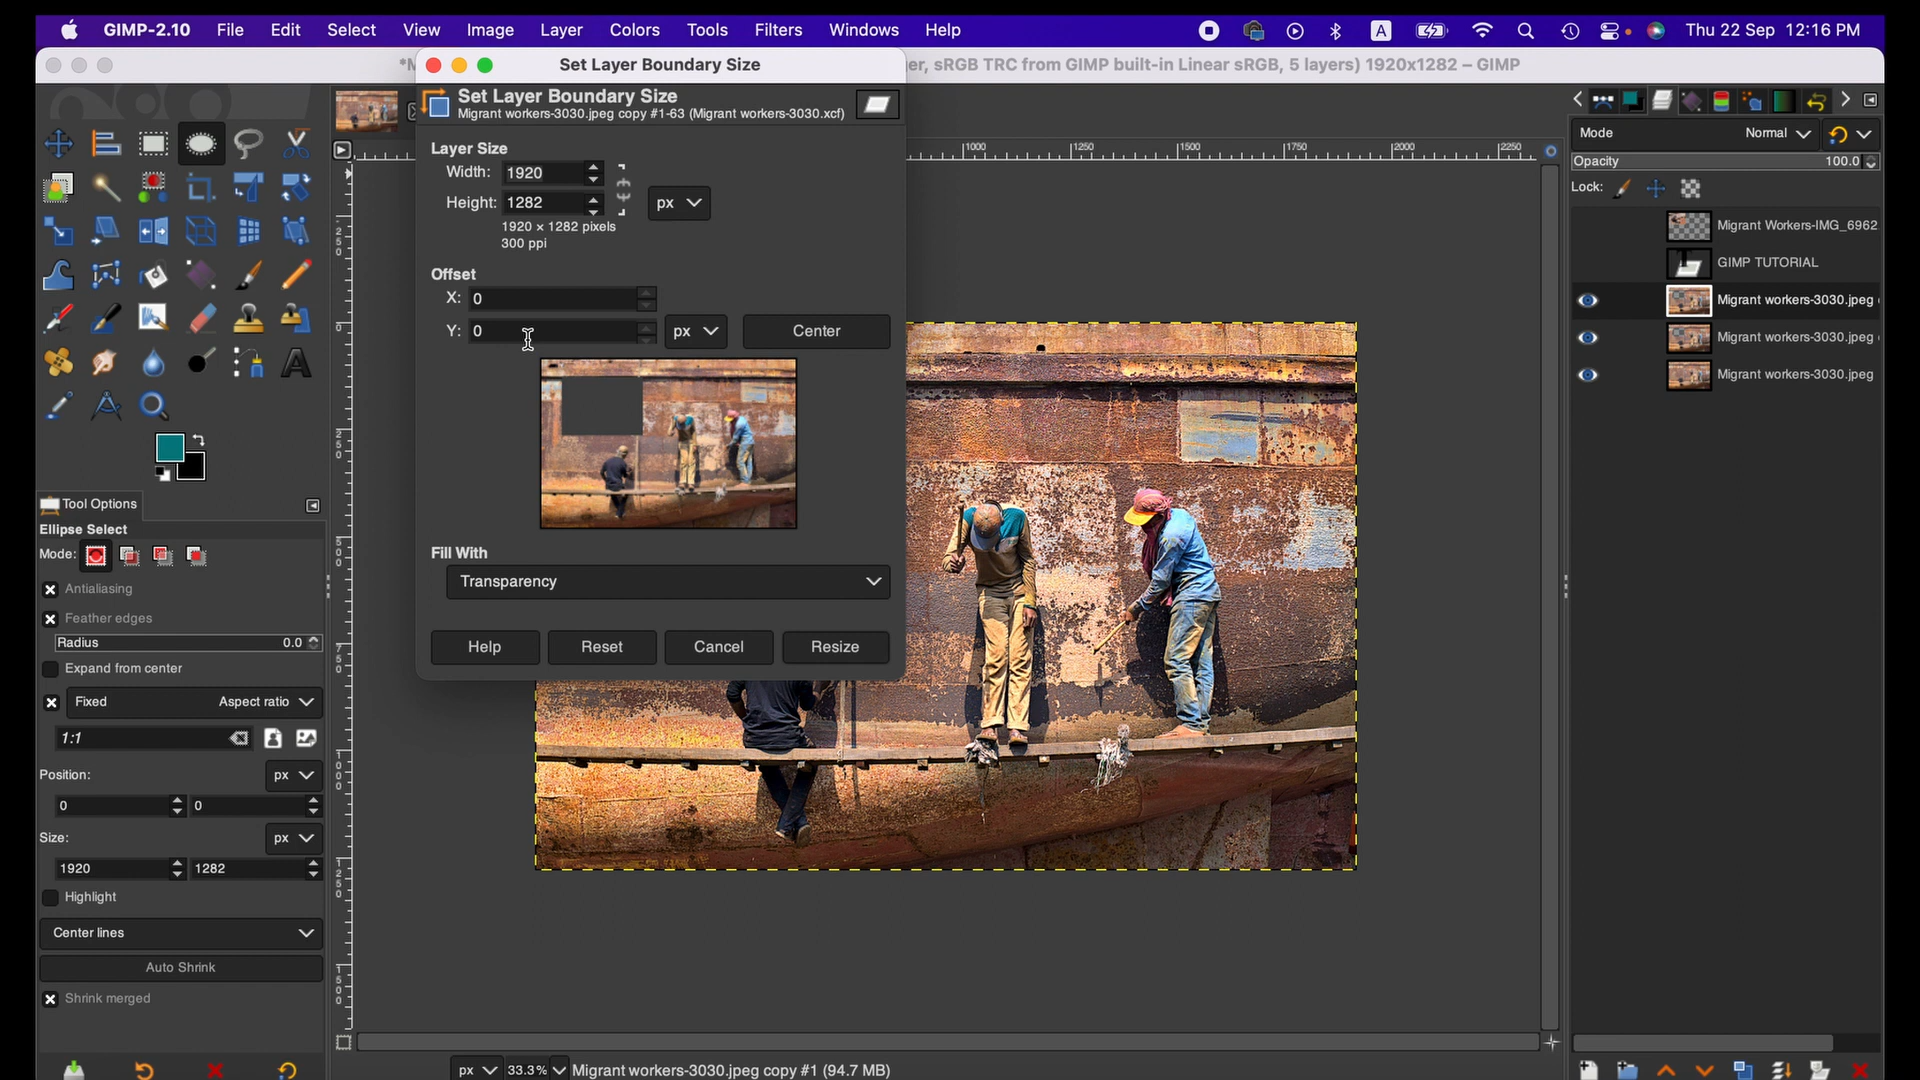 GIMP-2.10 File Edit Select View Image Layer Colors Tools Filters Windows Help A Thu 22 Sep 12:16 PM
Set Layer Boundary Size
er, sRGB TRC from GIMP built-in Linear sRGB, 5 layers) 1920x1282 – GIMP
Set Layer Boundary Size
Migrant workers-3030.jpeg copy #1-63 (Migrant workers-3030.xcf)
Layer Size
Width: 1920
Height: 1282 px
1920 × 1282 pixels
300 ppi
Offset
X: 0
Y: 0 px Center
Fill With
Transparency
Help Reset Cancel Resize
1000 1250 1500 1750 2000 2250
Mode Normal
Opacity 100.0
Lock:
Migrant Workers-IMG_6962
GIMP TUTORIAL
Migrant workers-3030.jpeg
Migrant workers-3030.jpeg
Migrant workers-3030.jpeg
Tool Options
Ellipse Select
Mode:
Antialiasing
Feather edges
Radius 0.0
Expand from center
Fixed Aspect ratio
1:1
Position: px
0 0
Size: px
1920 1282
Highlight
Center lines
Auto Shrink
Shrink merged
px 33.3% Migrant workers-3030.jpeg copy #1 (94.7 MB)